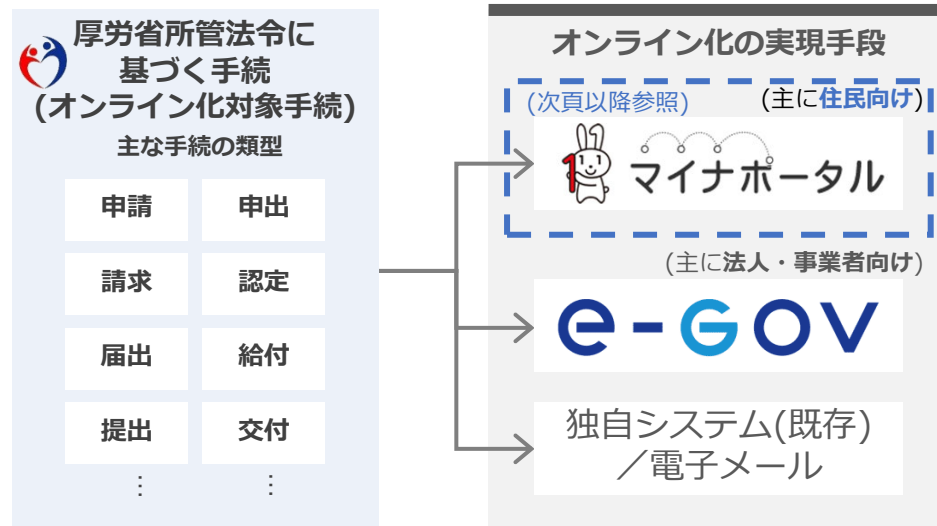 厚労省所管法令に
基づく手続
(オンライン化対象手続)
主な手続の類型
申請 申出
請求 認定
届出 給付
提出 交付
⋮ ⋮
オンライン化の実現手段
(次頁以降参照) (主に住民向け)
1 マイナポータル
(主に法人・事業者向け)
e-GOV
独自システム(既存)
／電子メール